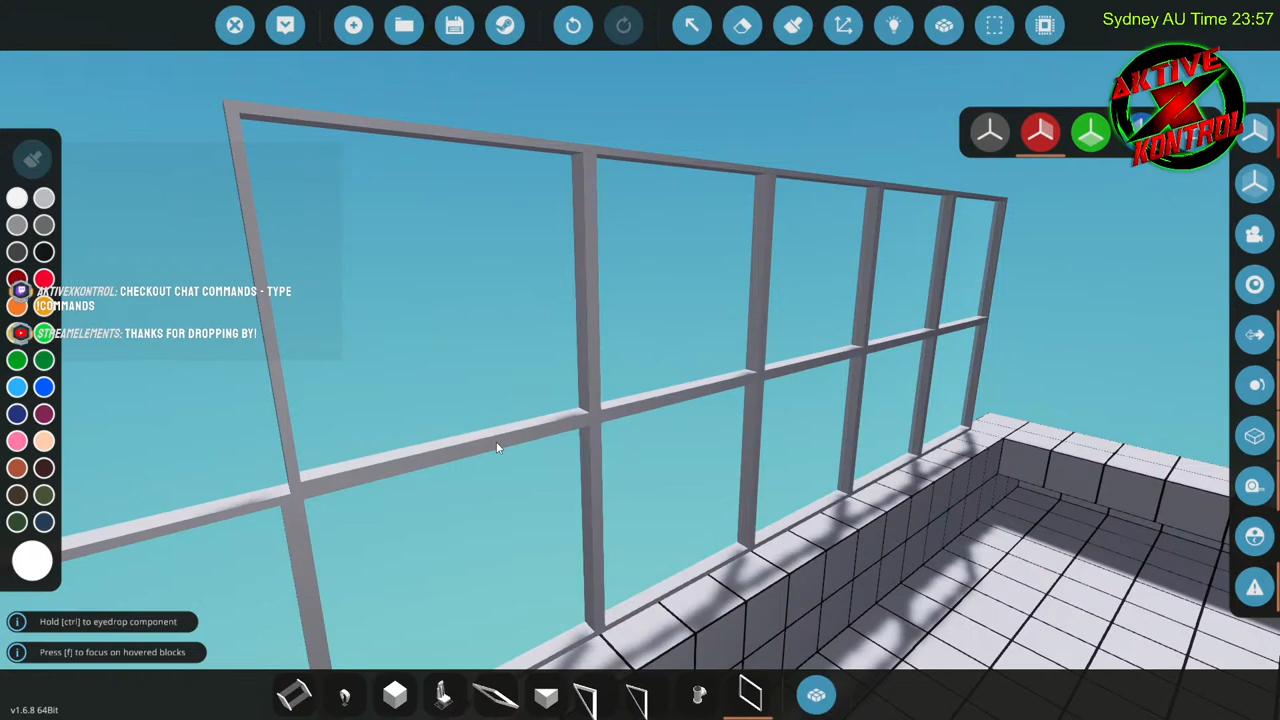 Sydney AU Time 23:57
AKTIVE
X
KONTROL
AKTIVEXKONTROL: CHECKOUT CHAT COMMANDS - TYPE
!COMMANDS
STREAMELEMENTS: THANKS FOR DROPPING BY!
Hold [ctrl] to eyedrop component
Press [f] to focus on hovered blocks
v1.6.8 64Bit